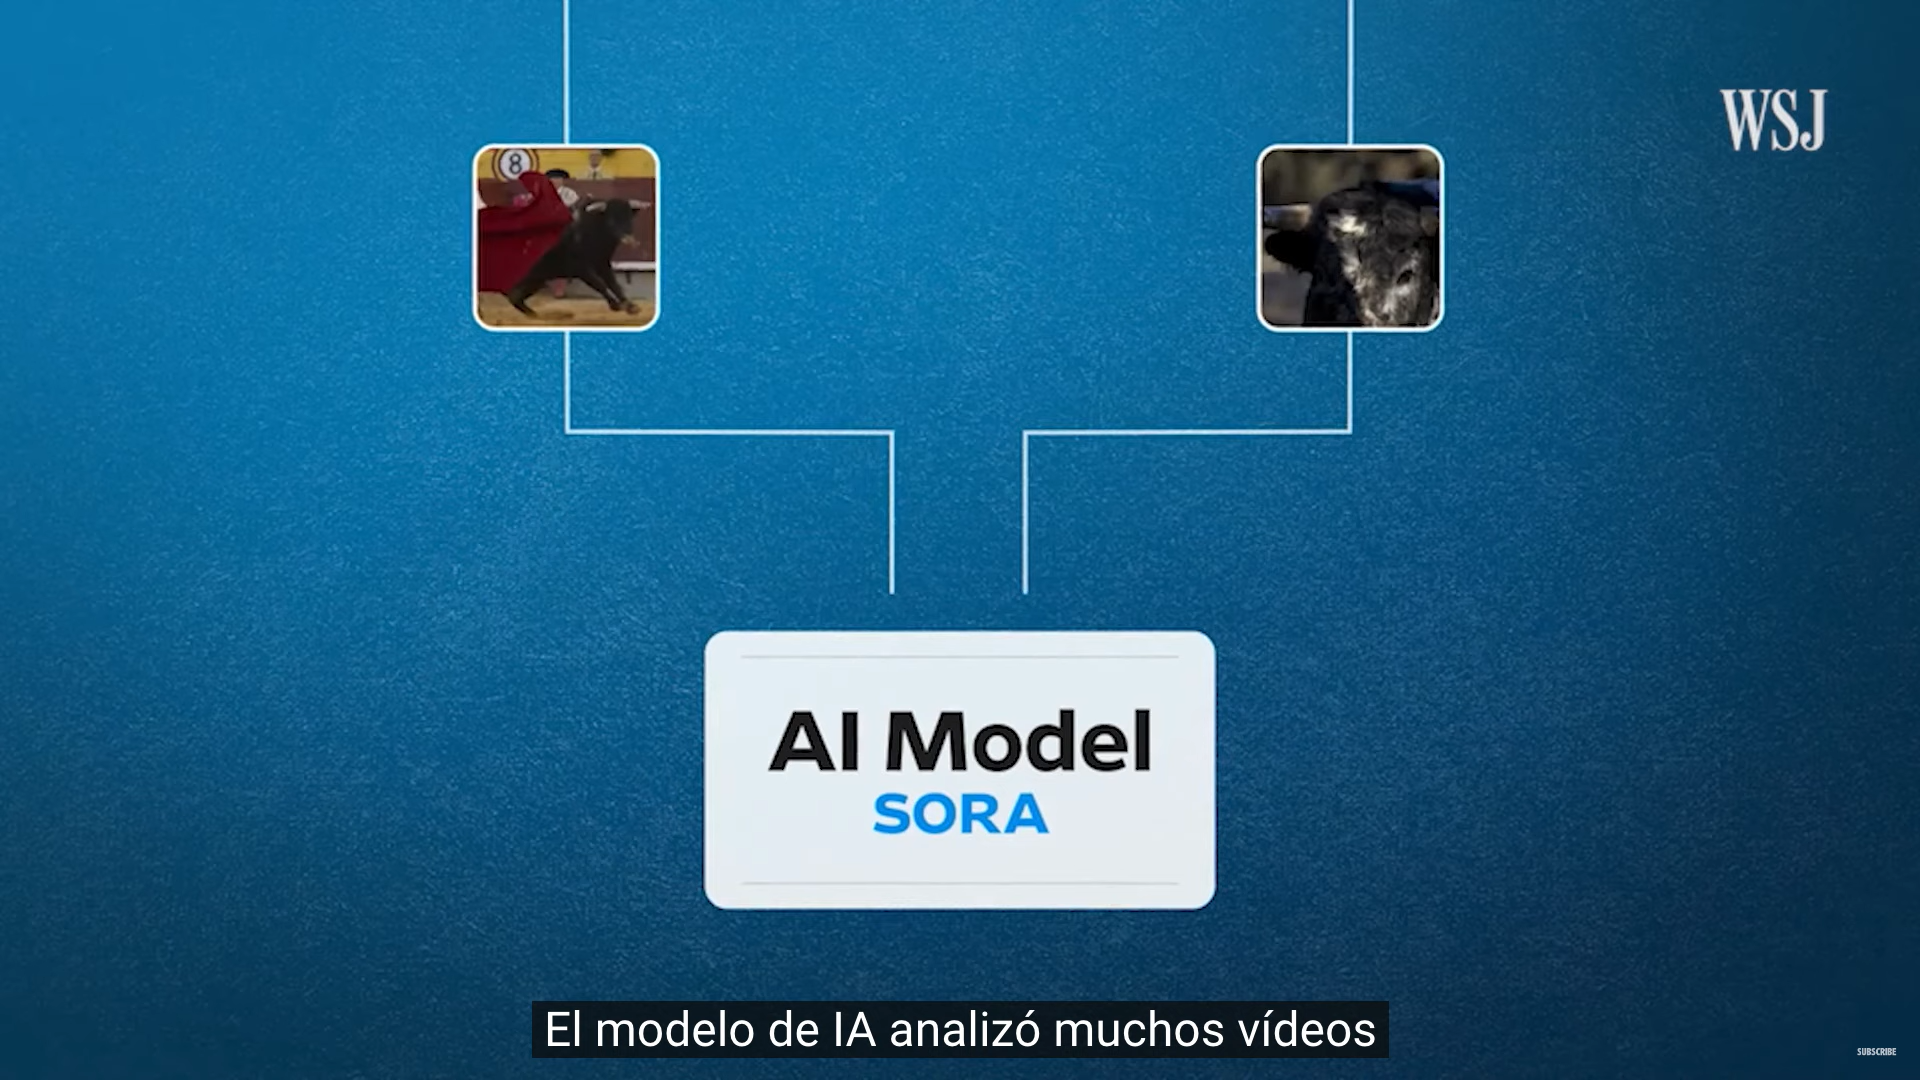 WSJ
8
AI Model
SORA
El modelo de IA analizó muchos vídeos
SUBSCRIBE